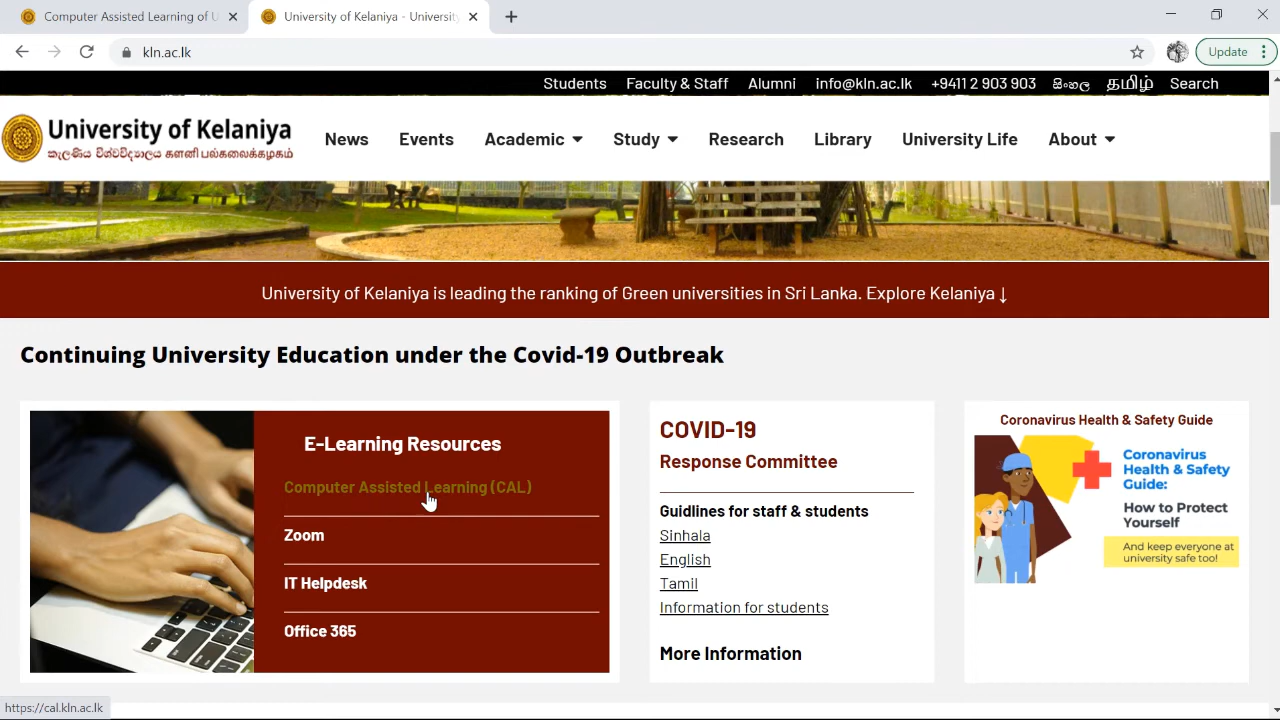 Computer Assisted Learning of U
University of Kelaniya - Universit
kln.ac.lk
Update
Students Faculty & Staff Alumni info@kln.ac.lk +9411 2 903 903 සිංහල தமிழ் Search
University of Kelaniya
කැලණිය විශ්වවිද්‍යාලය களனி பல்கலைக்கழகம்
News Events Academic Study Research Library University Life About
University of Kelaniya is leading the ranking of Green universities in Sri Lanka. Explore Kelaniya ↓
Continuing University Education under the Covid-19 Outbreak
E-Learning Resources
Computer Assisted Learning (CAL)
Zoom
IT Helpdesk
Office 365
COVID-19
Response Committee
Guidlines for staff & students
Sinhala
English
Tamil
Information for students
More Information
Coronavirus Health & Safety Guide
Coronavirus
Health & Safety
Guide:
How to Protect
Yourself
And keep everyone at
university safe too!
https://cal.kln.ac.lk